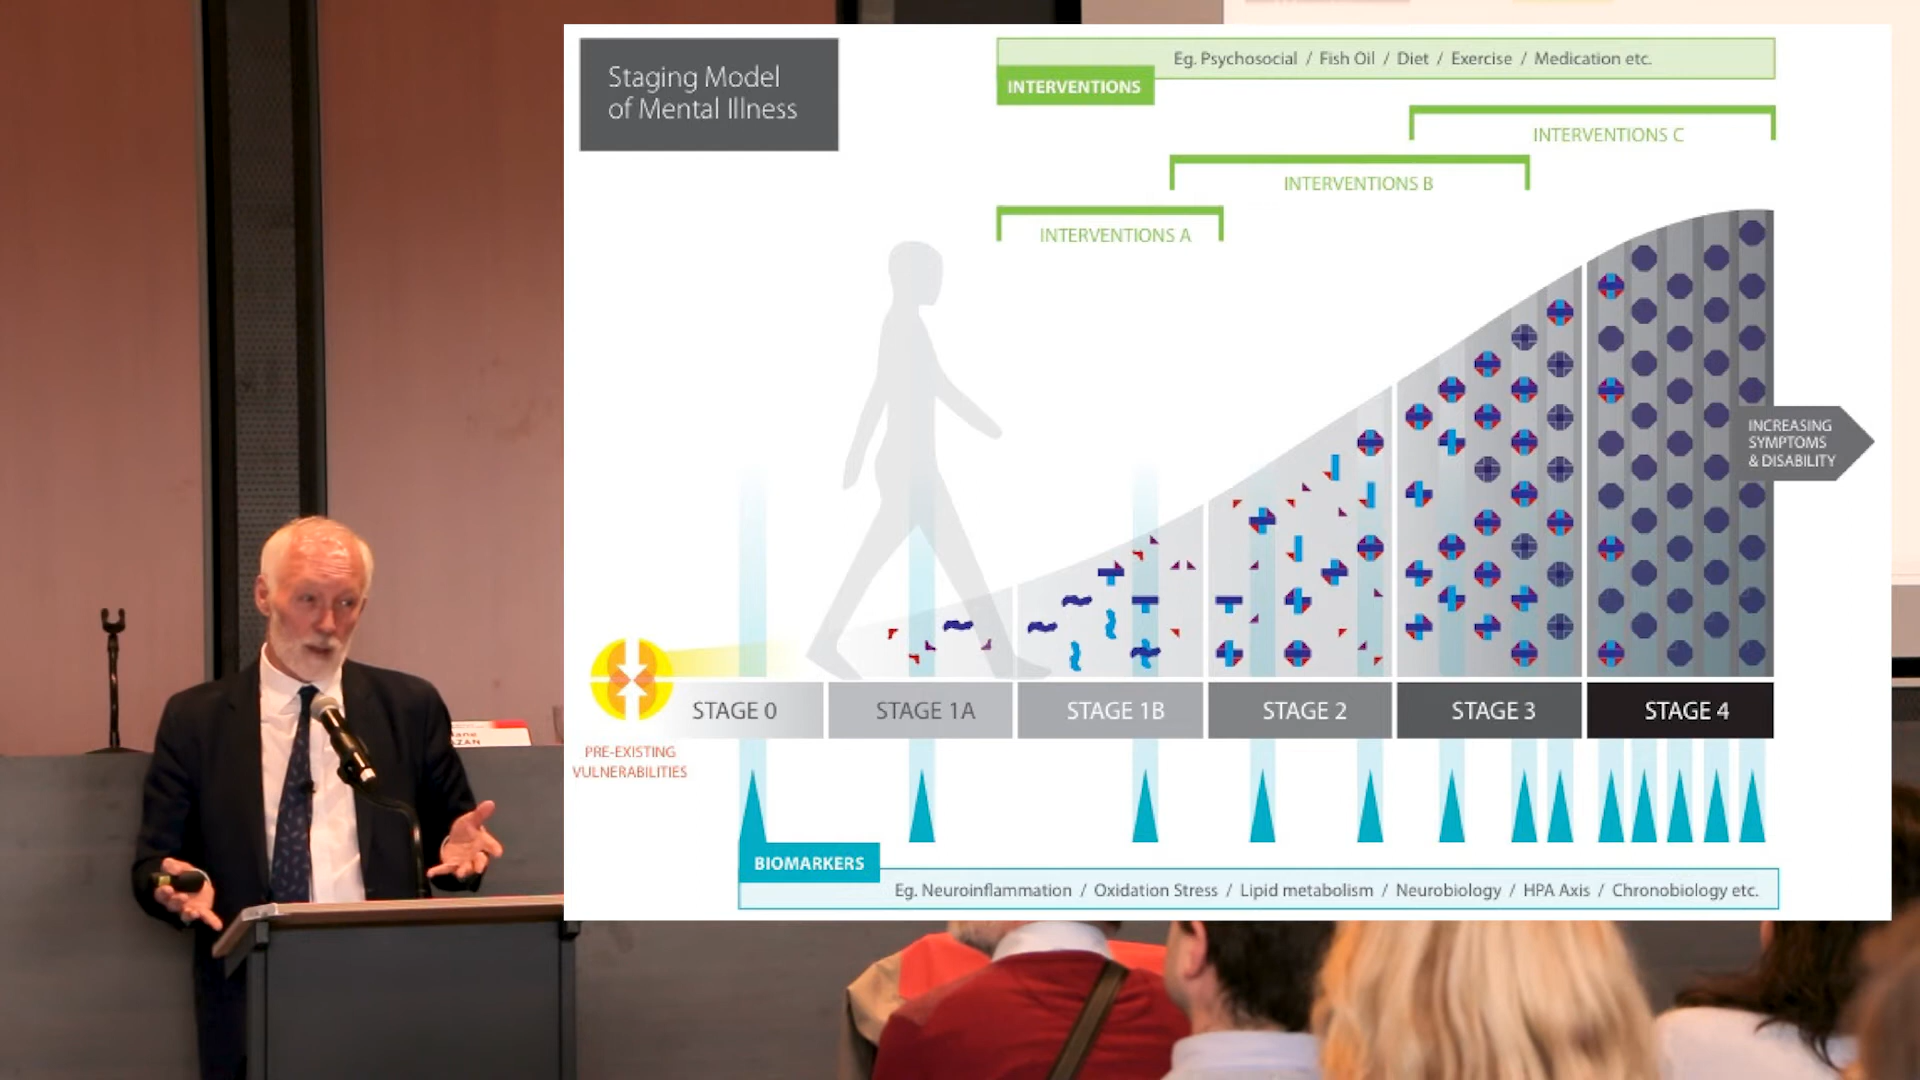 Staging Model
of Mental Illness
Eg. Psychosocial / Fish Oil / Diet / Exercise / Medication etc.
INTERVENTIONS
INTERVENTIONS C
INTERVENTIONS B
INTERVENTIONS A
INCREASING
SYMPTOMS
& DISABILITY
STAGE 0
STAGE 1A
STAGE 1B
STAGE 2
STAGE 3
STAGE 4
PRE-EXISTING
VULNERABILITIES
BIOMARKERS
Eg. Neuroinflammation / Oxidation Stress / Lipid metabolism / Neurobiology / HPA Axis / Chronobiology etc.